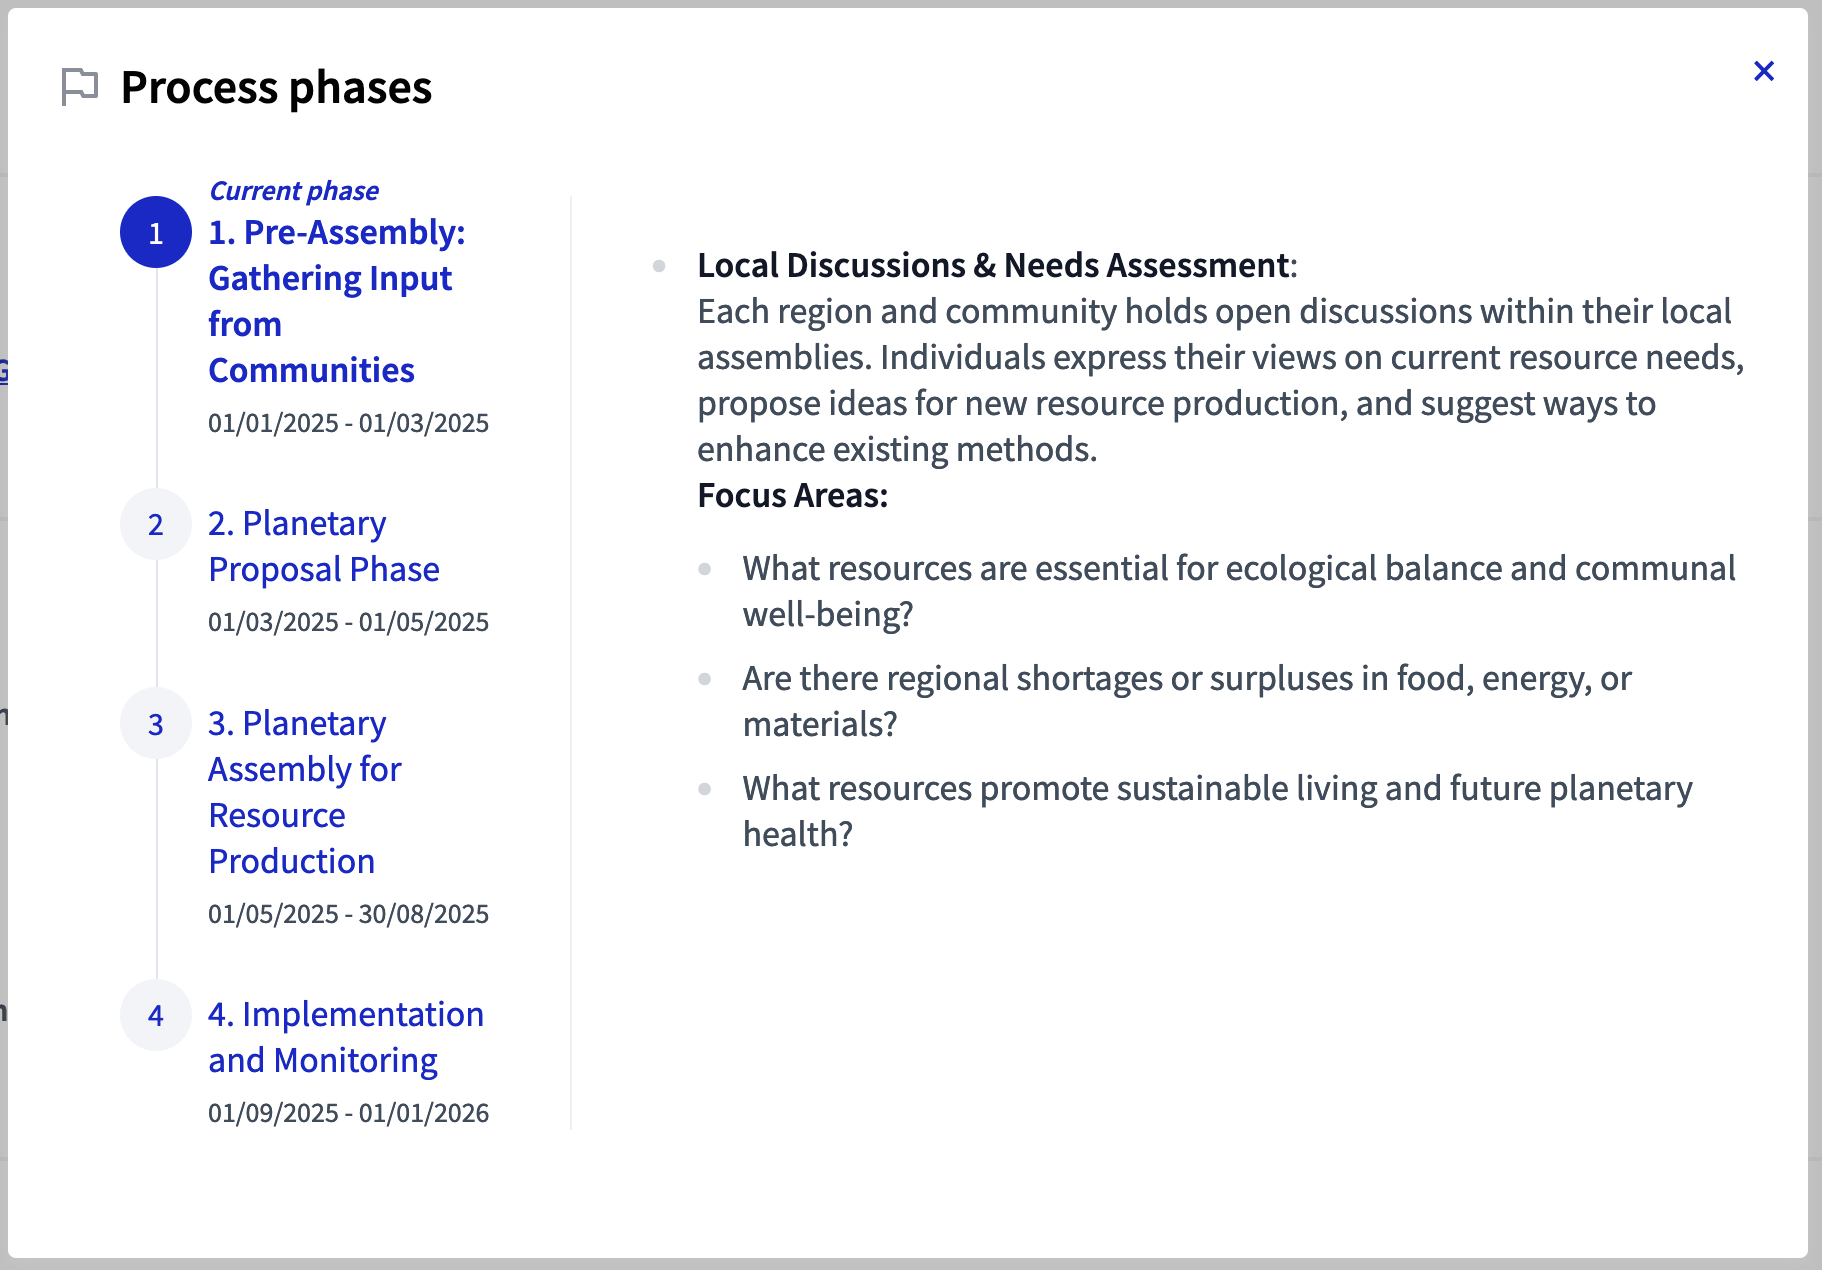 Process phases
Current phase
1
1. Pre-Assembly:
Gathering Input
from
Communities
01/01/2025 - 01/03/2025
2
2. Planetary
Proposal Phase
01/03/2025 - 01/05/2025
3
3. Planetary
Assembly for
Resource
Production
01/05/2025 - 30/08/2025
4
4. Implementation
and Monitoring
01/09/2025 - 01/01/2026
Local Discussions & Needs Assessment:
Each region and community holds open discussions within their local
assemblies. Individuals express their views on current resource needs,
propose ideas for new resource production, and suggest ways to
enhance existing methods.
Focus Areas:
What resources are essential for ecological balance and communal
well-being?
Are there regional shortages or surpluses in food, energy, or
materials?
What resources promote sustainable living and future planetary
health?